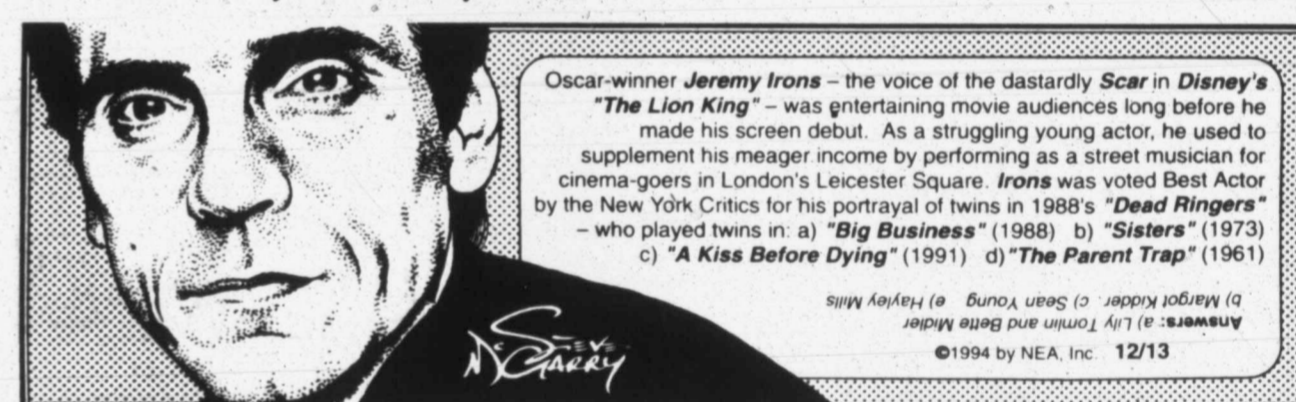 Oscar-winner Jeremy Irons – the voice of the dastardly Scar in Disney's
"The Lion King" – was entertaining movie audiences long before he
made his screen debut. As a struggling young actor, he used to
supplement his meager income by performing as a street musician for
cinema-goers in London's Leicester Square. Irons was voted Best Actor
by the New York Critics for his portrayal of twins in 1988's "Dead Ringers"
– who played twins in: a) "Big Business" (1988) b) "Sisters" (1973)
c) "A Kiss Before Dying" (1991) d) "The Parent Trap" (1961)
Answers: a) Lily Tomlin and Bette Midler
b) Margot Kidder c) Sean Young e) Hayley Mills
©1994 by NEA, Inc. 12/13
STEVE
McGARRY